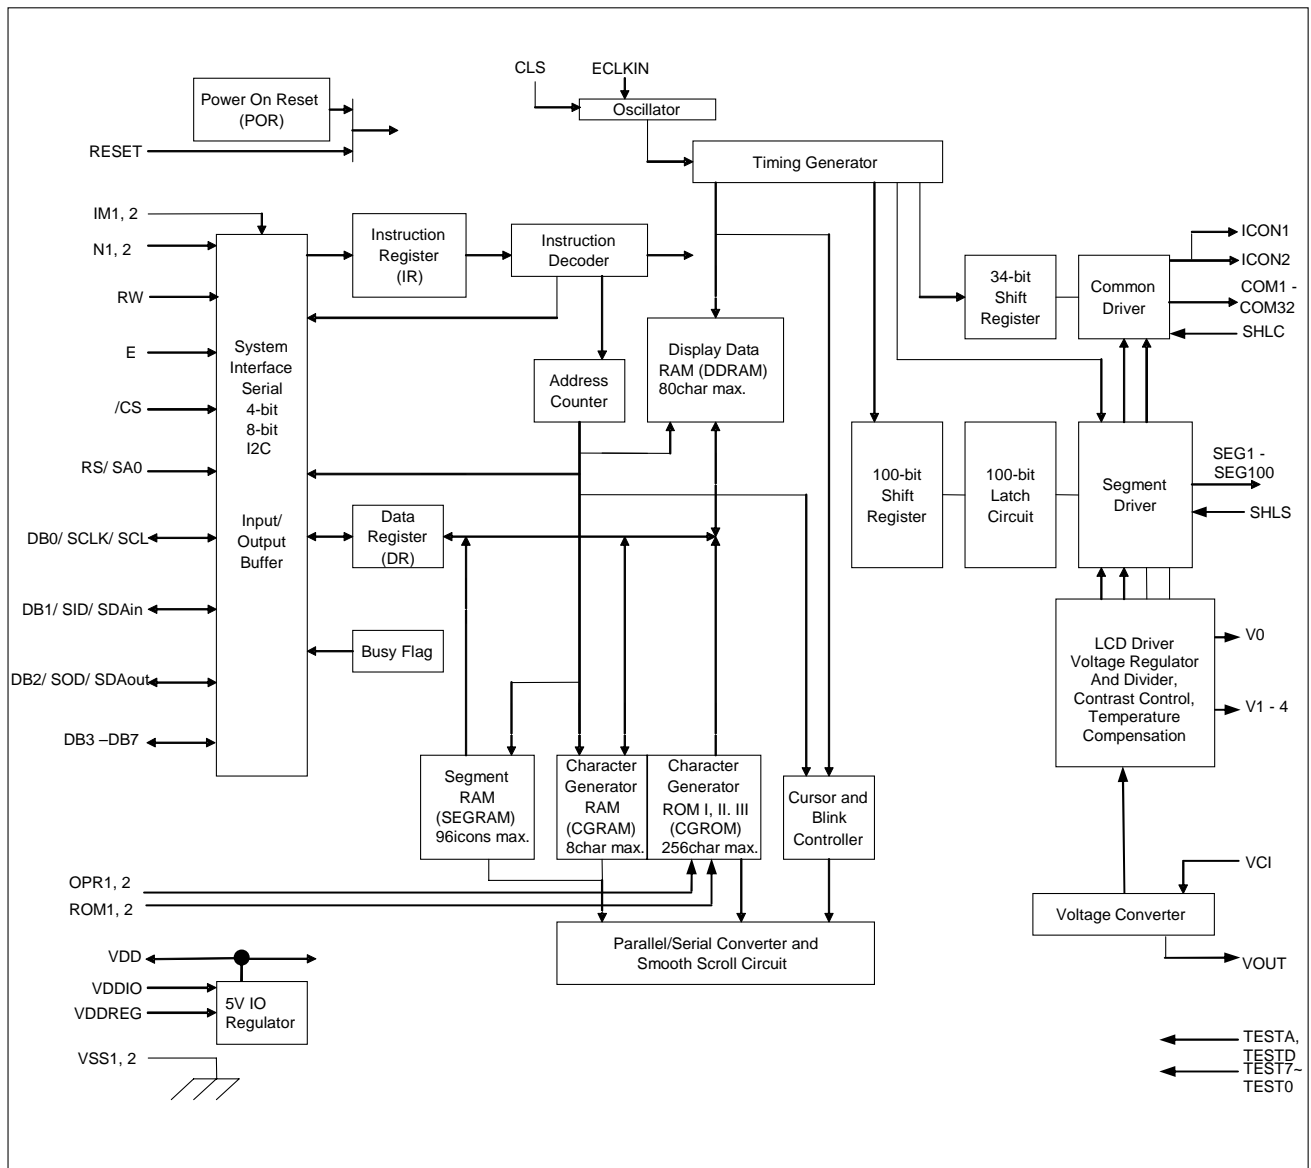 CLS
ECLKIN
Power On Reset
(POR)
Oscillator
RESET
Timing Generator
IM1, 2
N1, 2
RW
E
/CS
RS/ SA0
DB0/ SCLK/ SCL
DB1/ SID/ SDAin
DB2/ SOD/ SDAout
DB3 –DB7
System
Interface
Serial
4-bit
8-bit
I2C
Input/
Output
Buffer
Instruction
Register
(IR)
Instruction
Decoder
Address
Counter
Display Data
RAM (DDRAM)
80char max.
Data
Register
(DR)
Busy Flag
34-bit
Shift
Register
Common
Driver
ICON1
ICON2
COM1 -
COM32
SHLC
100-bit
Shift
Register
100-bit
Latch
Circuit
Segment
Driver
SEG1 -
SEG100
SHLS
LCD Driver
Voltage Regulator
And Divider,
Contrast Control,
Temperature
Compensation
V0
V1 - 4
Segment
RAM
(SEGRAM)
96icons max.
Character
Generator
RAM
(CGRAM)
8char max.
Character
Generator
ROM I, II. III
(CGROM)
256char max.
Cursor and
Blink
Controller
OPR1, 2
ROM1, 2
VCI
Voltage Converter
VOUT
Parallel/Serial Converter and
Smooth Scroll Circuit
VDD
VDDIO
VDDREG
5V IO
Regulator
VSS1, 2
TESTA,
TESTD
TEST7~
TEST0